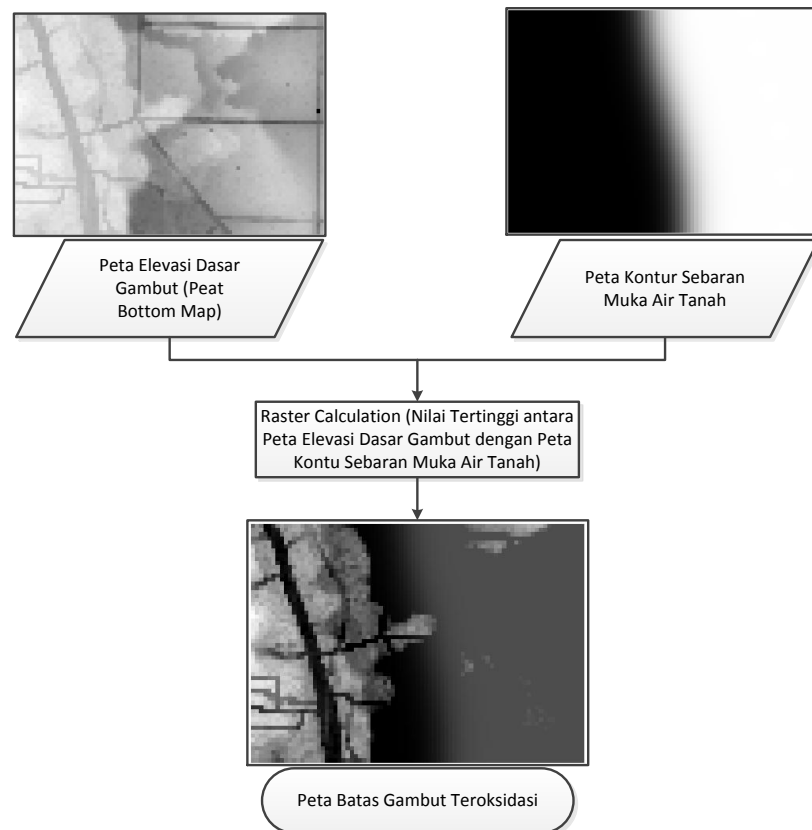 Peta Elevasi Dasar
Gambut (Peat
Bottom Map)
Peta Kontur Sebaran
Muka Air Tanah
Raster Calculation (Nilai Tertinggi antara
Peta Elevasi Dasar Gambut dengan Peta
Kontu Sebaran Muka Air Tanah)
Peta Batas Gambut Teroksidasi